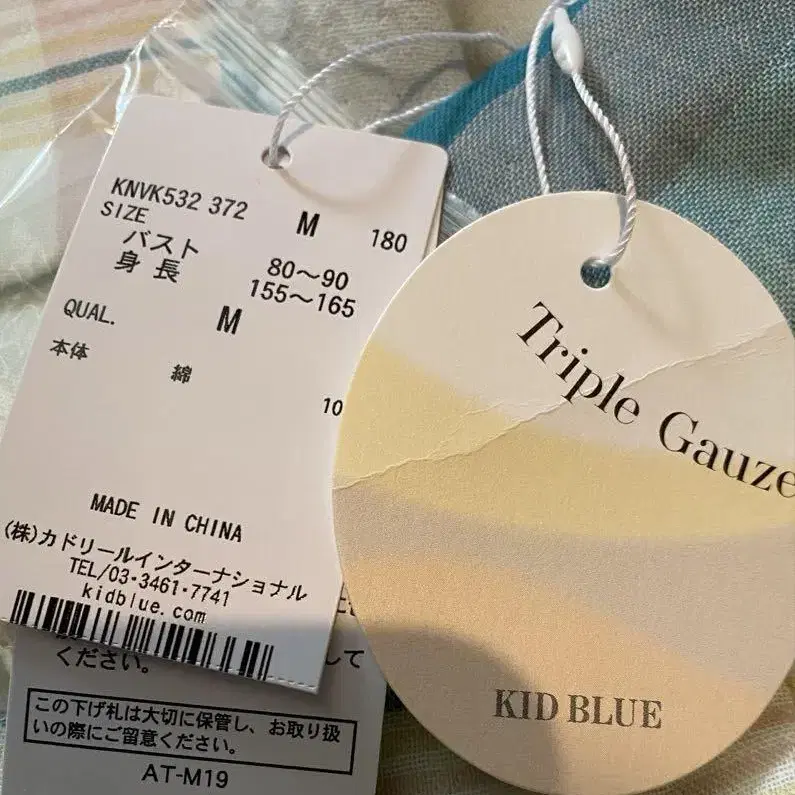 KNVK532 372 M 180
SIZE
バスト 80〜90
身長 155〜165
QUAL. M
本体 綿
10
MADE IN CHINA
(株)カドリールインターナショナル
TEL/03・3461・7741
kidblue.com
ください。
して
この下げ札は大切に保管し、お取り扱
いの際にご留意ください。
AT-M19
Triple Gauze
KID BLUE